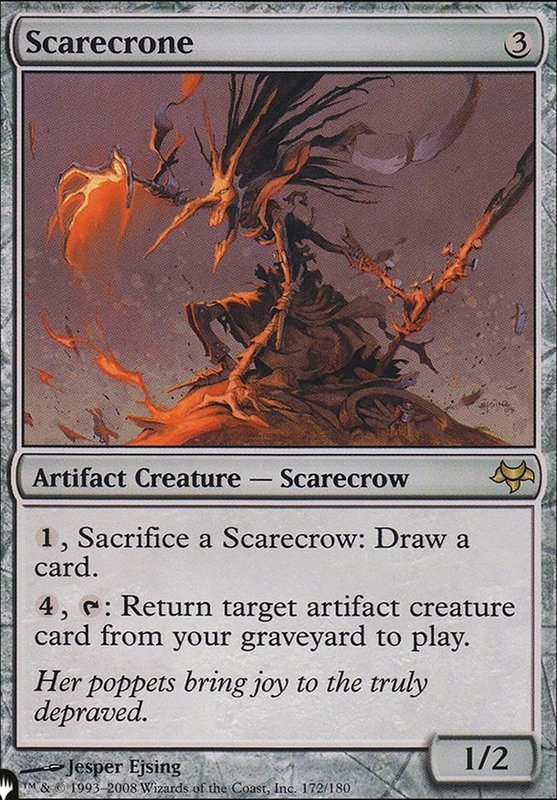 Scarecrone 3
Artifact Creature — Scarecrow
1, Sacrifice a Scarecrow: Draw a
card.
4, : Return target artifact creature
card from your graveyard to play.
Her poppets bring joy to the truly
depraved.
1/2
Jesper Ejsing
™ & © 1993–2008 Wizards of the Coast, Inc. 172/180